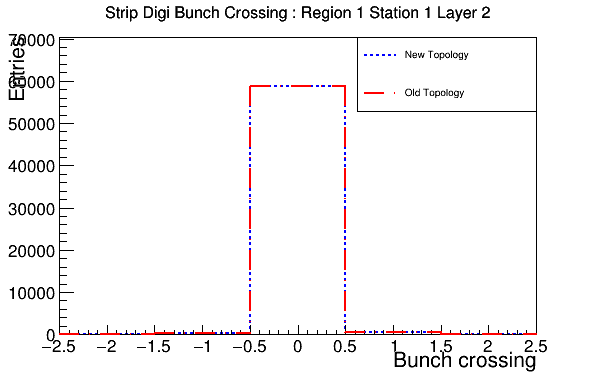 Strip Digi Bunch Crossing : Region 1 Station 1 Layer 2
Entries
70000
60000
50000
40000
30000
20000
10000
0
New Topology
Old Topology
−2.5 −2 −1.5 −1 −0.5 0 0.5 1 1.5 2 2.5
Bunch crossing